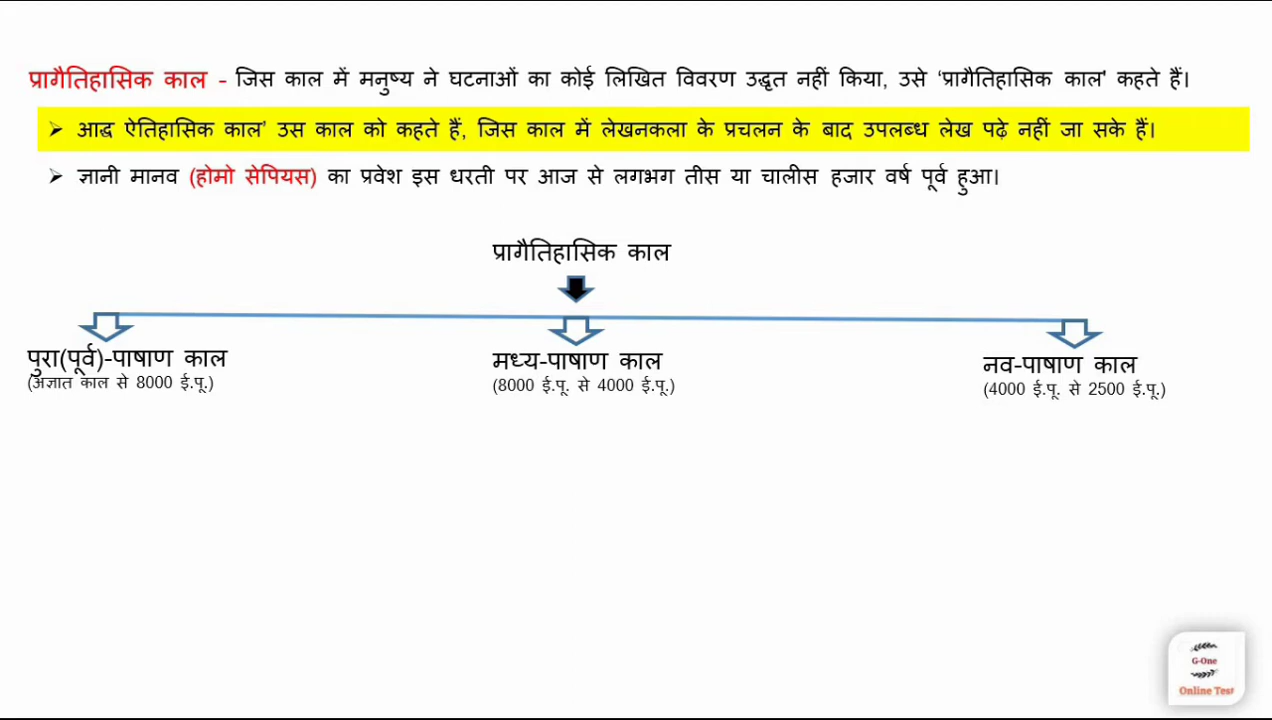 प्रागैतिहासिक काल - जिस काल में मनुष्य ने घटनाओं का कोई लिखित विवरण उद्धृत नहीं किया, उसे 'प्रागैतिहासिक काल' कहते हैं।
➢ आद्ध ऐतिहासिक काल' उस काल को कहते हैं, जिस काल में लेखनकला के प्रचलन के बाद उपलब्ध लेख पढ़े नहीं जा सके हैं।
➢ ज्ञानी मानव (होमो सेपियस) का प्रवेश इस धरती पर आज से लगभग तीस या चालीस हजार वर्ष पूर्व हुआ।
प्रागैतिहासिक काल
पुरा(पूर्व)-पाषाण काल
(अज्ञात काल से 8000 ई.पू.)
मध्य-पाषाण काल
(8000 ई.पू. से 4000 ई.पू.)
नव-पाषाण काल
(4000 ई.पू. से 2500 ई.पू.)
G-One
Online Test